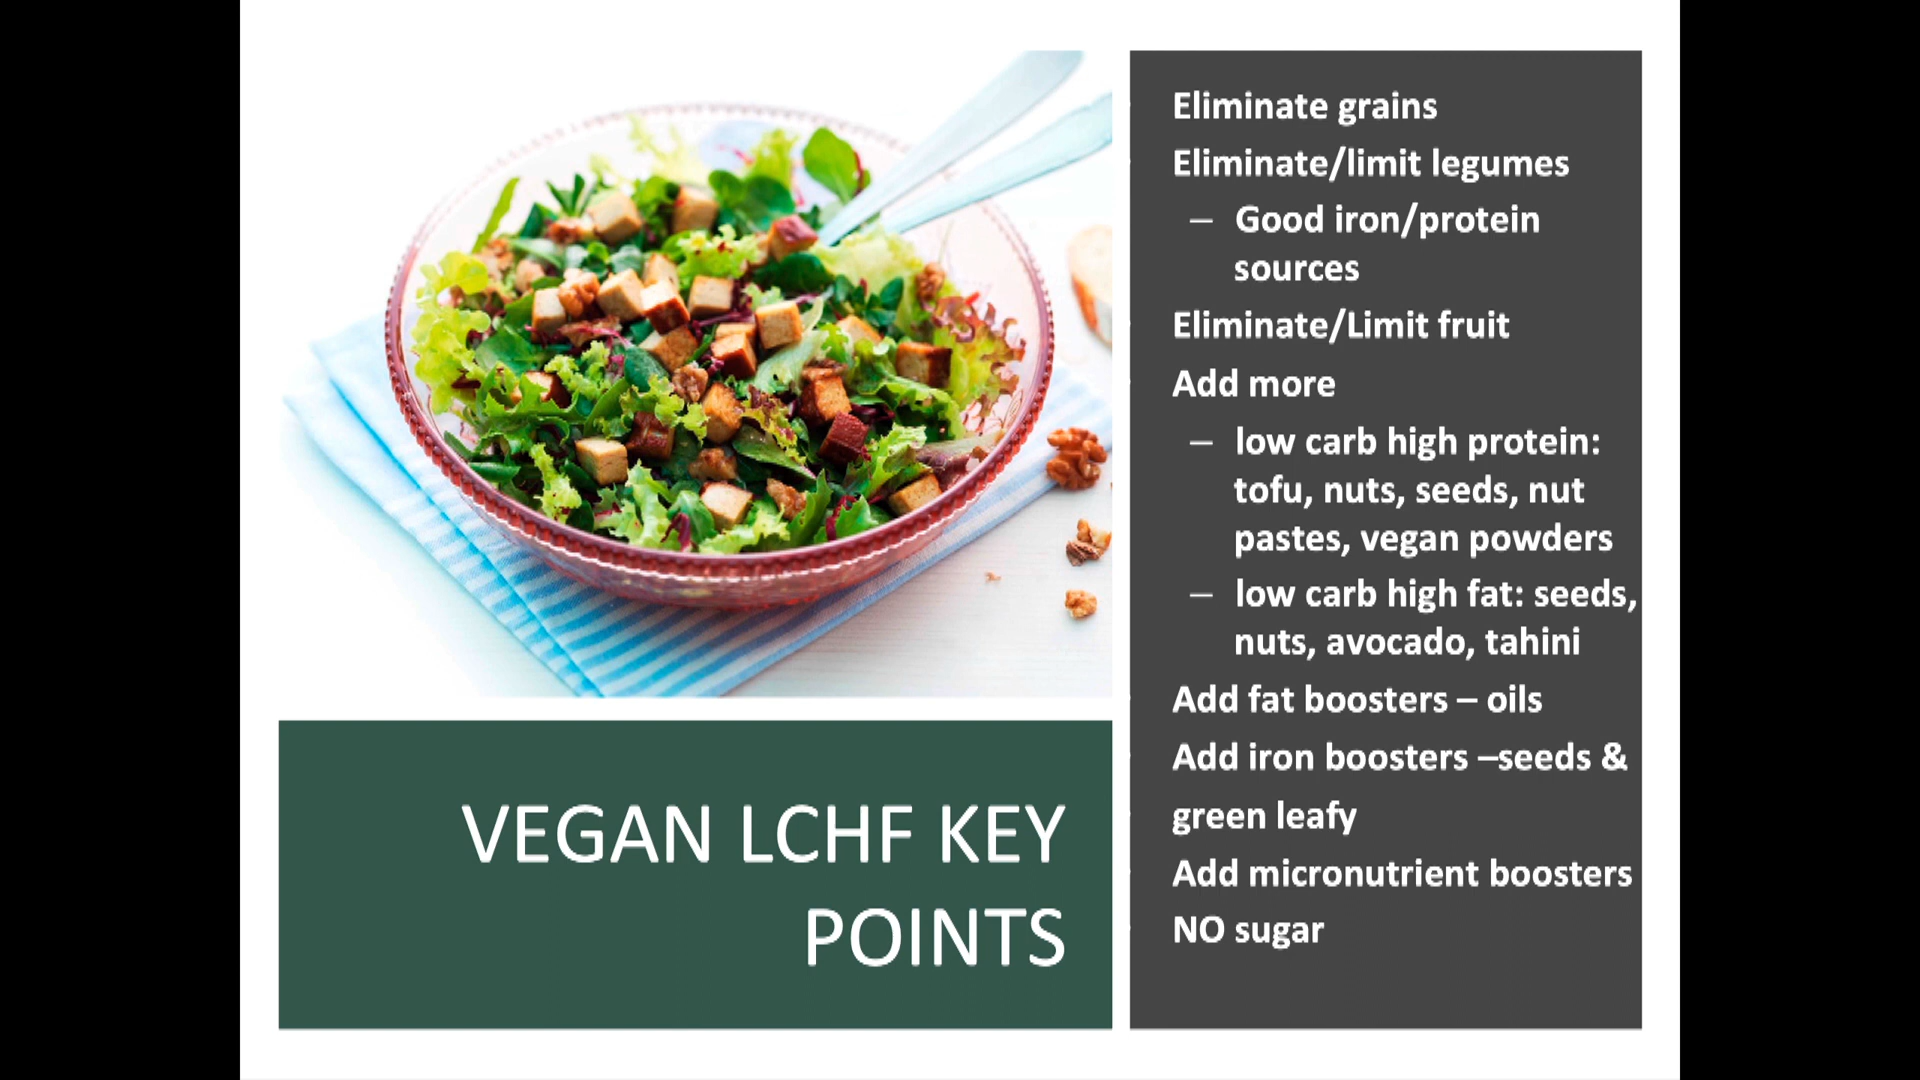 VEGAN LCHF KEY
POINTS
Eliminate grains
Eliminate/limit legumes
– Good iron/protein
sources
Eliminate/Limit fruit
Add more
– low carb high protein:
tofu, nuts, seeds, nut
pastes, vegan powders
– low carb high fat: seeds,
nuts, avocado, tahini
Add fat boosters – oils
Add iron boosters –seeds &
green leafy
Add micronutrient boosters
NO sugar